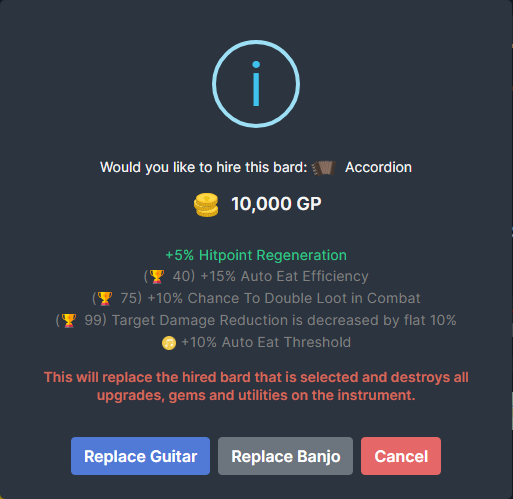 i
Would you like to hire this bard: Accordion
10,000 GP
+5% Hitpoint Regeneration
(🏆 40) +15% Auto Eat Efficiency
(🏆 75) +10% Chance To Double Loot in Combat
(🏆 99) Target Damage Reduction is decreased by flat 10%
+10% Auto Eat Threshold
This will replace the hired bard that is selected and destroys all
upgrades, gems and utilities on the instrument.
Replace Guitar Replace Banjo Cancel